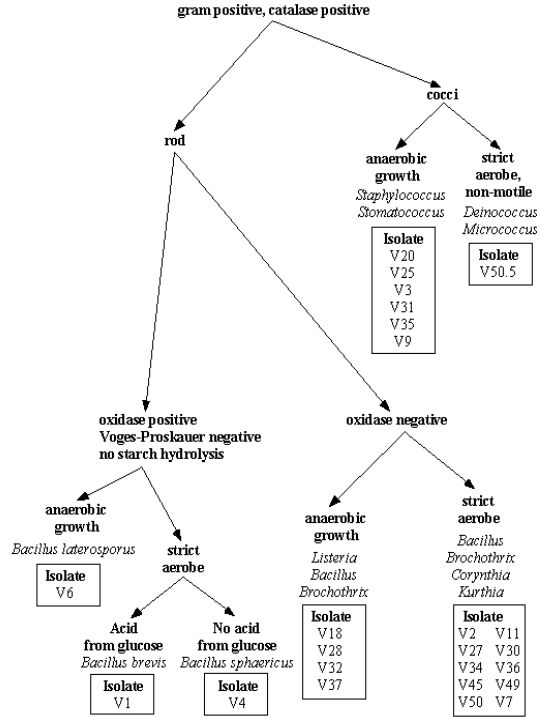 gram positive, catalase positive
cocci
rod
anaerobic
growth
Staphylococcus
Stomatococcus
Isolate
V20
V25
V3
V31
V35
V9
strict
aerobe,
non-motile
Deinococcus
Micrococcus
Isolate
V50.5
oxidase positive
Voges-Proskauer negative
no starch hydrolysis
oxidase negative
anaerobic
growth
Bacillus laterosporus
Isolate
V6
strict
aerobe
Acid
from glucose
Bacillus brevis
Isolate
V1
No acid
from glucose
Bacillus sphaericus
Isolate
V4
anaerobic
growth
Listeria
Bacillus
Brochothrix
Isolate
V18
V28
V32
V37
strict
aerobe
Bacillus
Brochothrix
Corynthia
Kurthia
Isolate
V2 V11
V27 V30
V34 V36
V45 V49
V50 V7